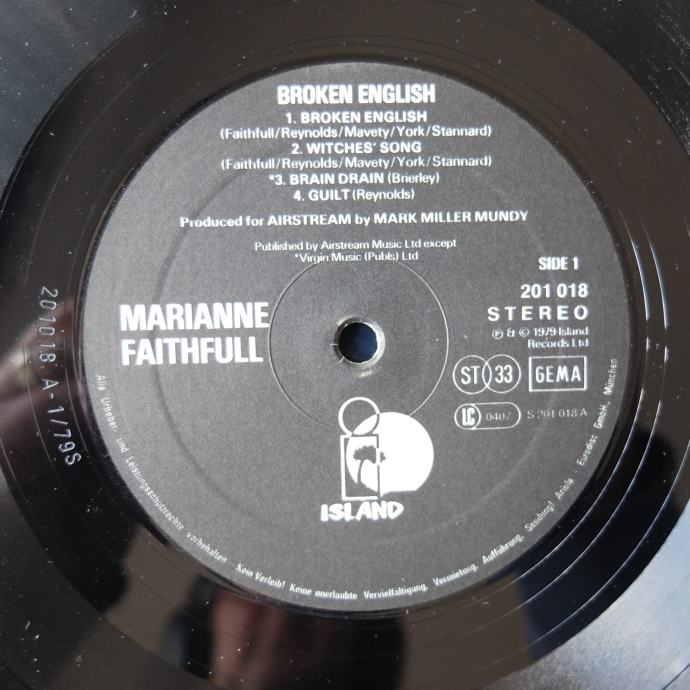 BROKEN ENGLISH
1. BROKEN ENGLISH
(Faithfull/Reynolds/Mavety/York/Stannard)
2. WITCHES' SONG
(Faithfull/Reynolds/Mavety/York/Stannard)
*3. BRAIN DRAIN (Brierley)
4. GUILT (Reynolds)
Produced for AIRSTREAM by MARK MILLER MUNDY
Published by Airstream Music Ltd except
*Virgin Music (Publs) Ltd
SIDE 1
201 018
STEREO
℗ & © 1979 Island
Records Ltd
MARIANNE
FAITHFULL
ST 33 GEMA
LC 0407 S 201 018 A
ISLAND
Alle Urheber- und Leistungsschutzrechte vorbehalten. Kein Verleih! Keine unerlaubte Vervielfältigung, Vermietung, Aufführung, Sendung! Ariola - Eurodisc GmbH, München
201018 A-1/79S